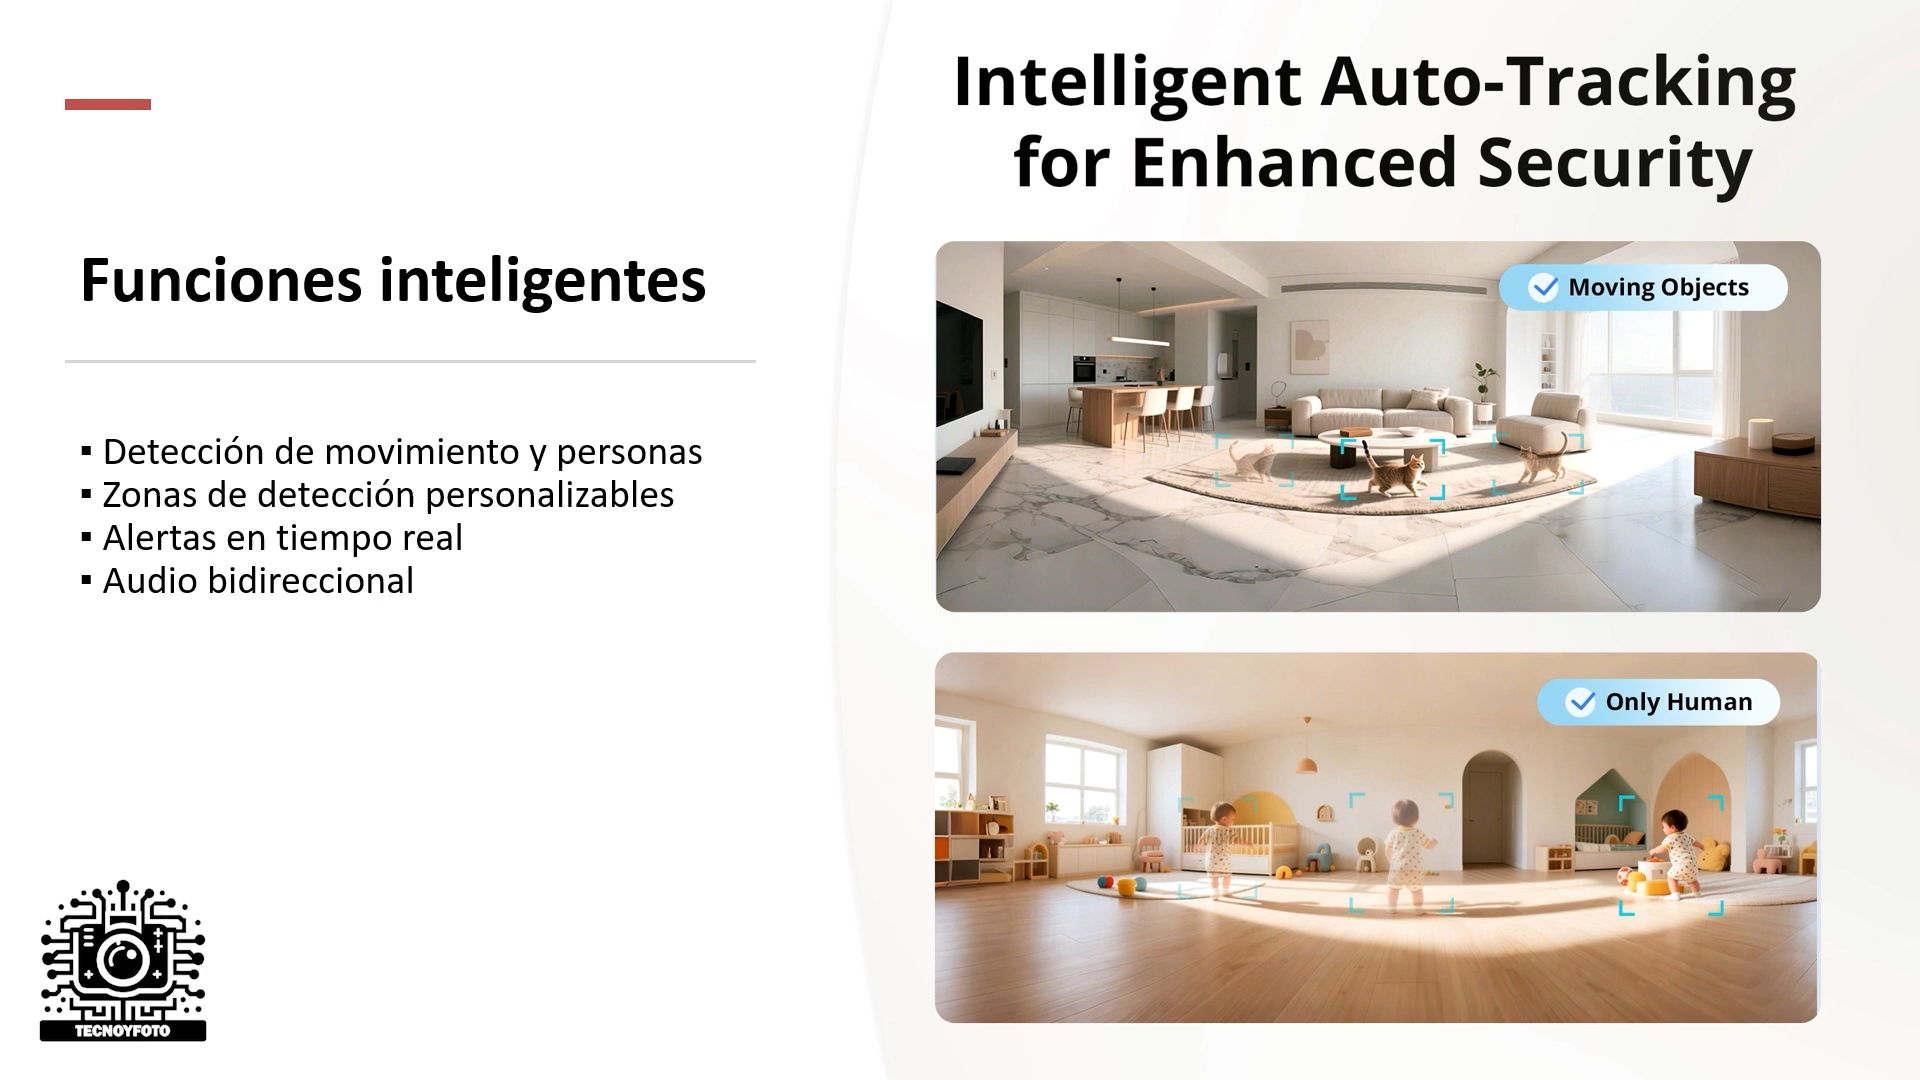 Funciones inteligentes
▪ Detección de movimiento y personas
▪ Zonas de detección personalizables
▪ Alertas en tiempo real
▪ Audio bidireccional
TECNOYFOTO
Intelligent Auto-Tracking
for Enhanced Security
Moving Objects
Only Human